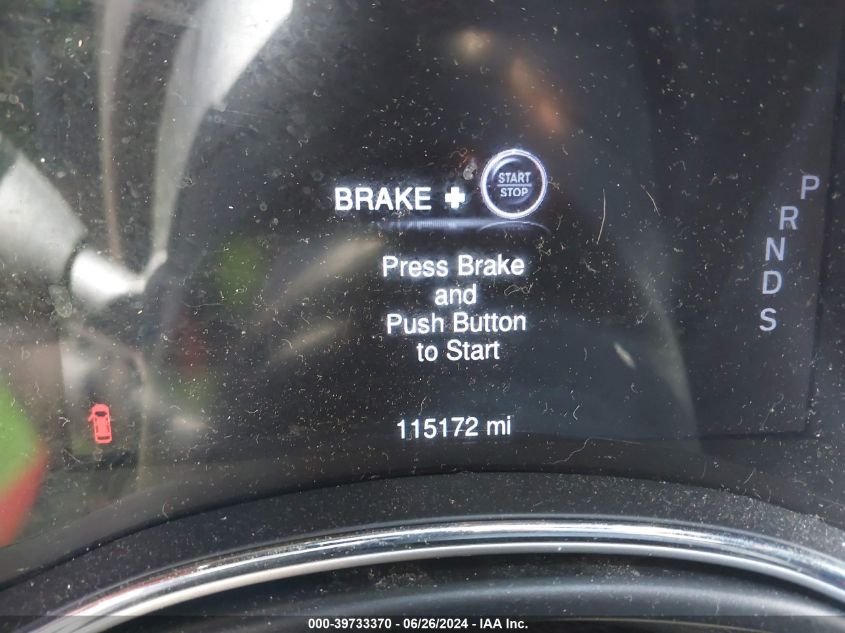 BRAKE + START
STOP
Press Brake
and
Push Button
to Start
P
R
N
D
S
115172 mi
000-39733370 / 06/26/2024 - IAA Inc.